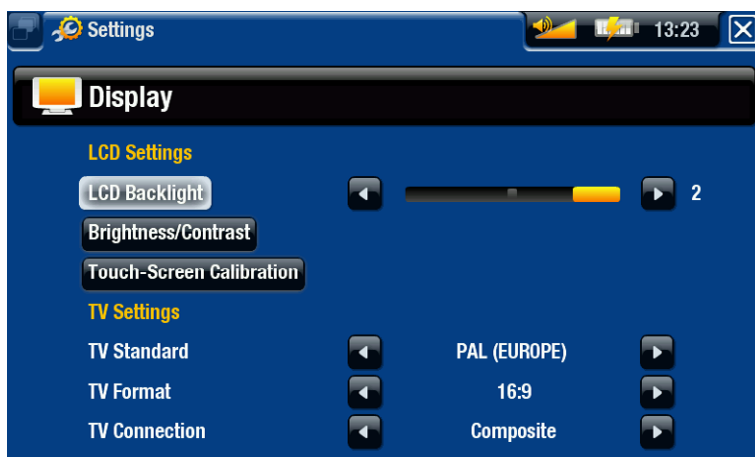 Settings 13:23
Display
LCD Settings
LCD Backlight 2
Brightness/Contrast
Touch-Screen Calibration
TV Settings
TV Standard PAL (EUROPE)
TV Format 16:9
TV Connection Composite